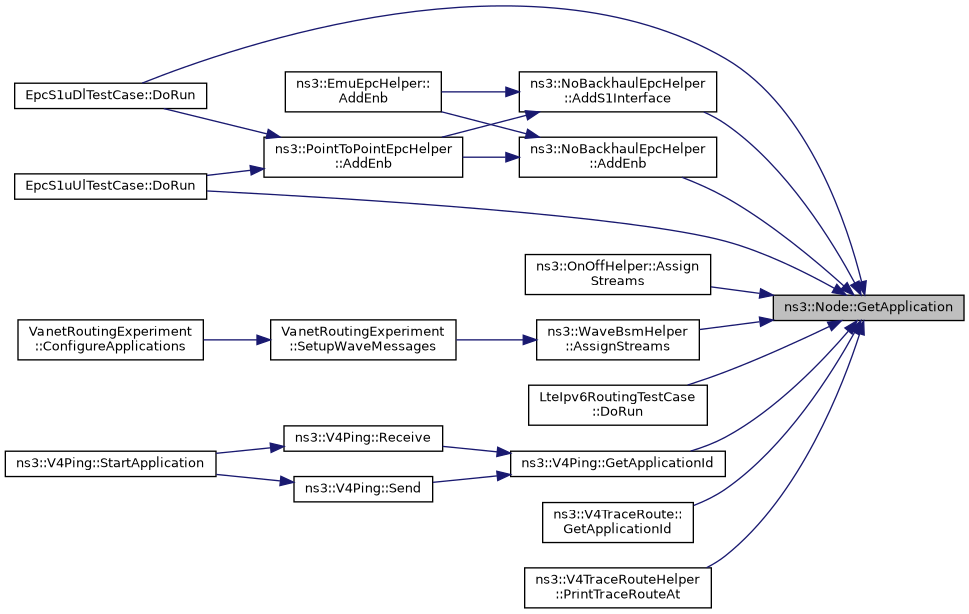 EpcS1uDlTestCase::DoRun
ns3::EmuEpcHelper::
AddEnb
ns3::NoBackhaulEpcHelper
::AddS1Interface
ns3::PointToPointEpcHelper
::AddEnb
ns3::NoBackhaulEpcHelper
::AddEnb
EpcS1uUlTestCase::DoRun
ns3::OnOffHelper::Assign
Streams
ns3::Node::GetApplication
VanetRoutingExperiment
::ConfigureApplications
VanetRoutingExperiment
::SetupWaveMessages
ns3::WaveBsmHelper
::AssignStreams
LteIpv6RoutingTestCase
::DoRun
ns3::V4Ping::Receive
ns3::V4Ping::StartApplication
ns3::V4Ping::GetApplicationId
ns3::V4Ping::Send
ns3::V4TraceRoute::
GetApplicationId
ns3::V4TraceRouteHelper
::PrintTraceRouteAt